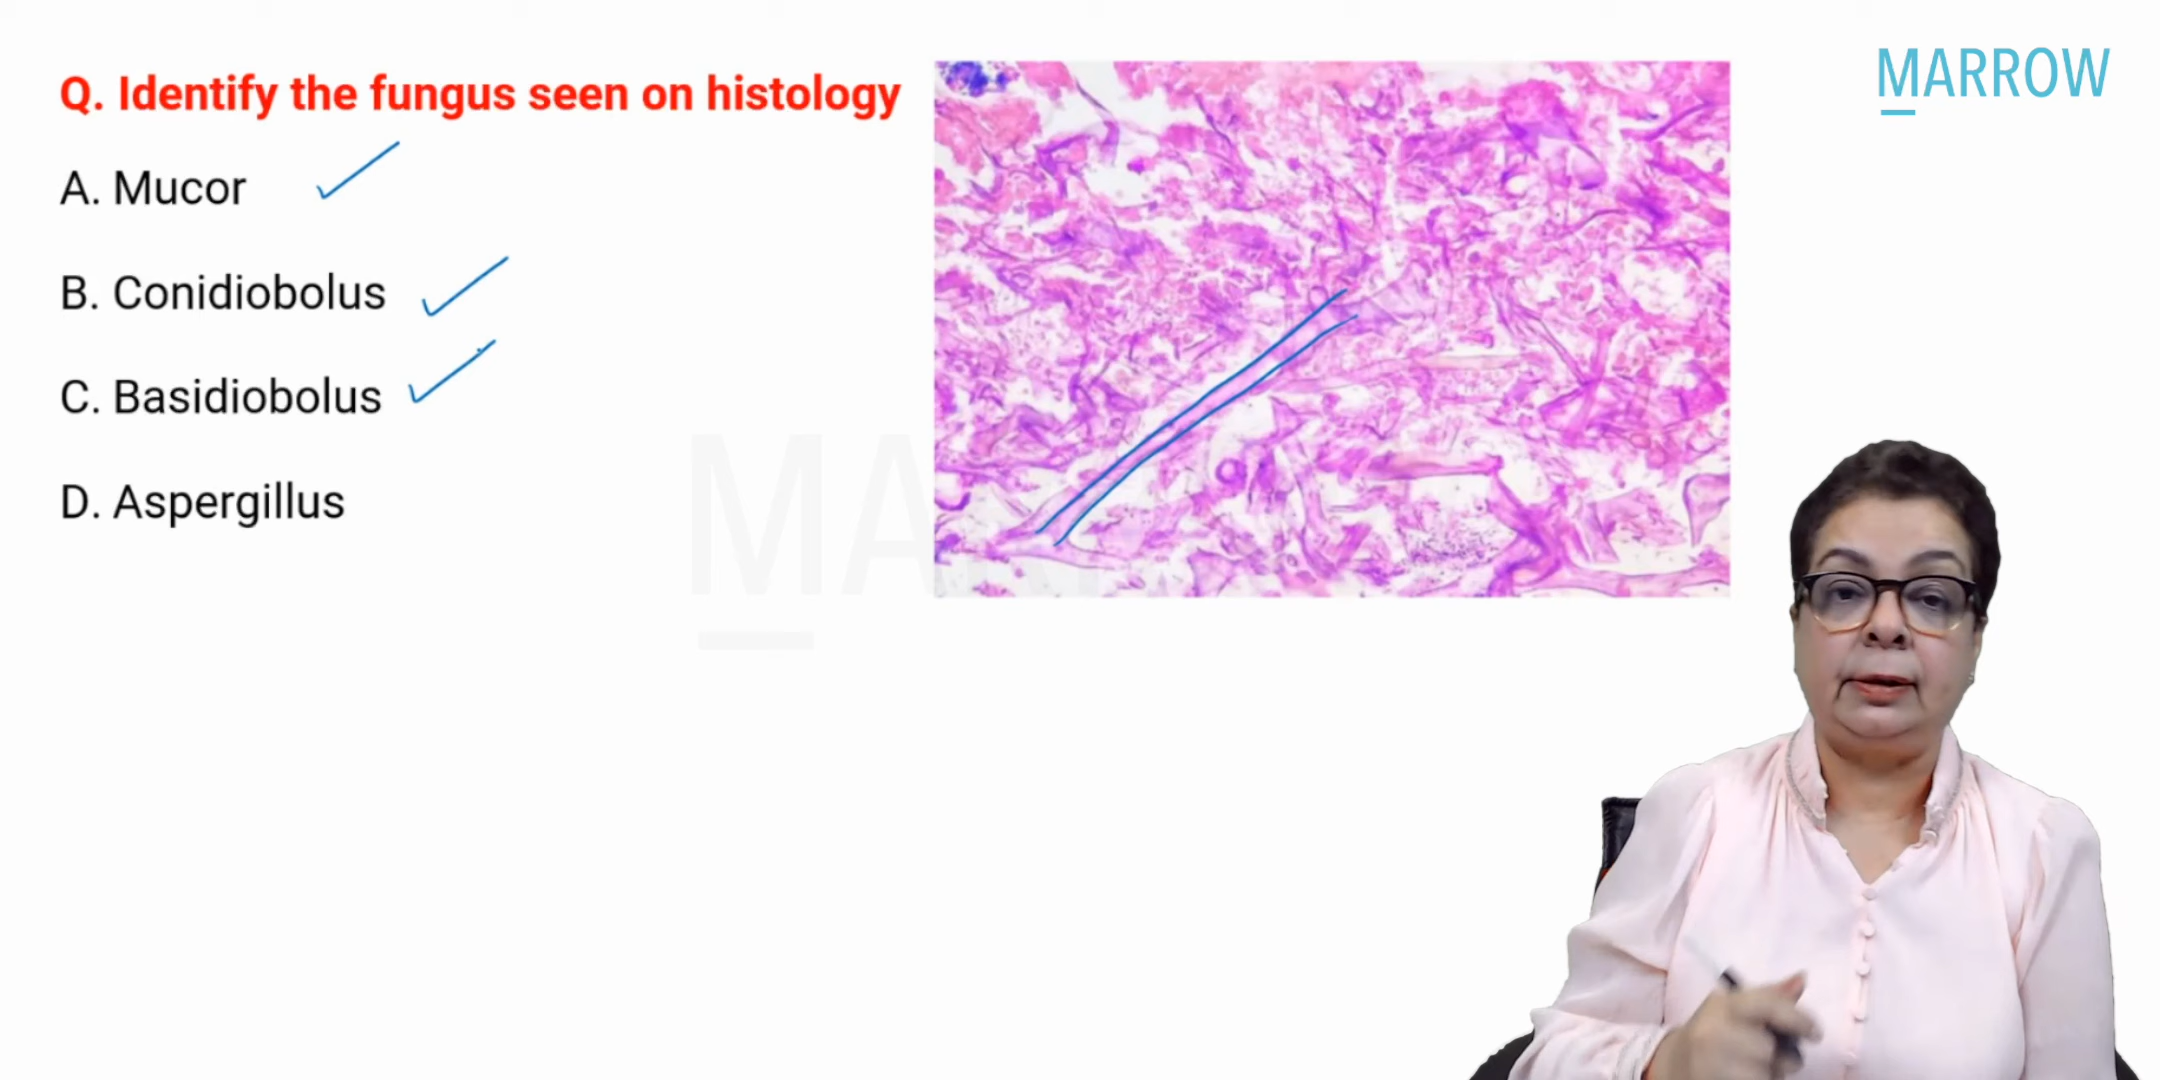 Q. Identify the fungus seen on histology
MARROW
A. Mucor
B. Conidiobolus
C. Basidiobolus
D. Aspergillus